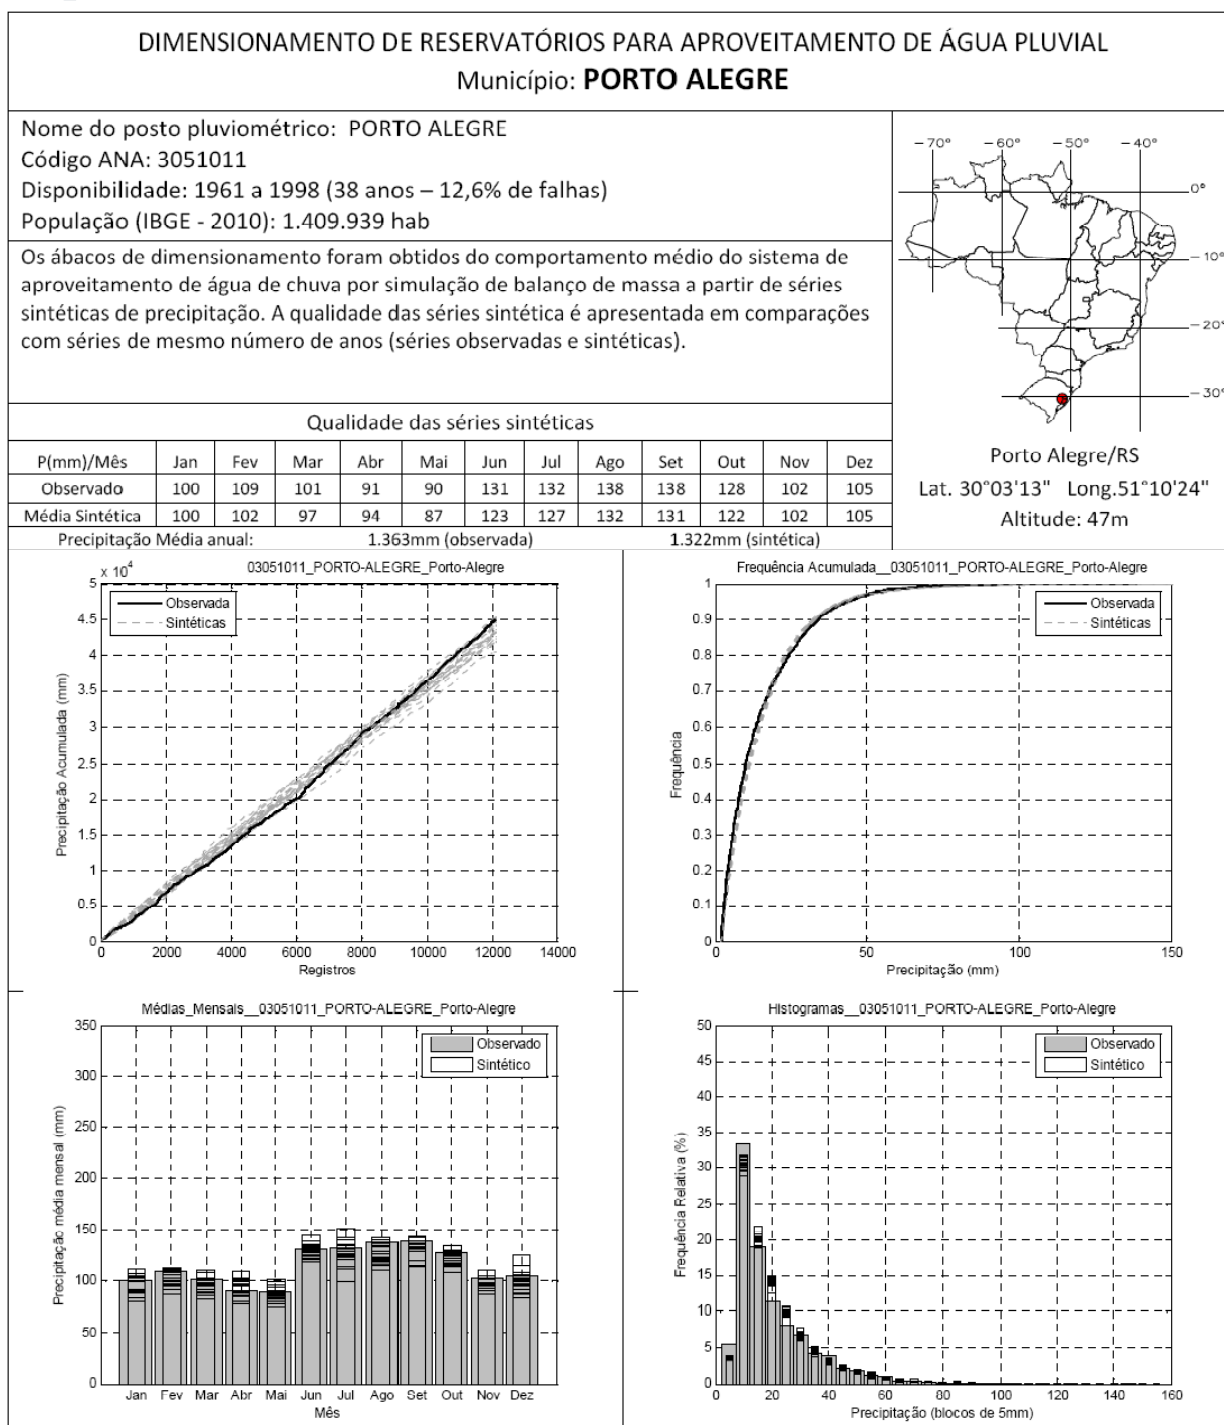 DIMENSIONAMENTO DE RESERVATÓRIOS PARA APROVEITAMENTO DE ÁGUA PLUVIAL
Município: PORTO ALEGRE
Nome do posto pluviométrico: PORTO ALEGRE
Código ANA: 3051011
Disponibilidade: 1961 a 1998 (38 anos – 12,6% de falhas)
População (IBGE - 2010): 1.409.939 hab
Os ábacos de dimensionamento foram obtidos do comportamento médio do sistema de
aproveitamento de água de chuva por simulação de balanço de massa a partir de séries
sintéticas de precipitação. A qualidade das séries sintética é apresentada em comparações
com séries de mesmo número de anos (séries observadas e sintéticas).
−70° −60° −50° −40°
0°
−10°
−20°
−30°
Porto Alegre/RS
Lat. 30°03'13" Long.51°10'24"
Altitude: 47m
Qualidade das séries sintéticas
P(mm)/Mês Jan Fev Mar Abr Mai Jun Jul Ago Set Out Nov Dez
Observado 100 109 101 91 90 131 132 138 138 128 102 105
Média Sintética 100 102 97 94 87 123 127 132 131 122 102 105
Precipitação Média anual: 1.363mm (observada) 1.322mm (sintética)
03051011_PORTO-ALEGRE_Porto-Alegre
x 10⁴
Observada
Sintéticas
5
4.5
4
3.5
3
2.5
2
1.5
1
0.5
0
Precipitação Acumulada (mm)
0 2000 4000 6000 8000 10000 12000 14000
Registros
Frequência Acumulada__03051011_PORTO-ALEGRE_Porto-Alegre
Observada
Sintéticas
1
0.9
0.8
0.7
0.6
0.5
0.4
0.3
0.2
0.1
0
Frequência
0 50 100 150
Precipitação (mm)
Médias_Mensais__03051011_PORTO-ALEGRE_Porto-Alegre
Observado
Sintético
350
300
250
200
150
100
50
0
Precipitação média mensal (mm)
Jan Fev Mar Abr Mai Jun Jul Ago Set Out Nov Dez
Mês
Histogramas__03051011_PORTO-ALEGRE_Porto-Alegre
Observado
Sintético
50
45
40
35
30
25
20
15
10
5
0
Frequência Relativa (%)
0 20 40 60 80 100 120 140 160
Precipitação (blocos de 5mm)